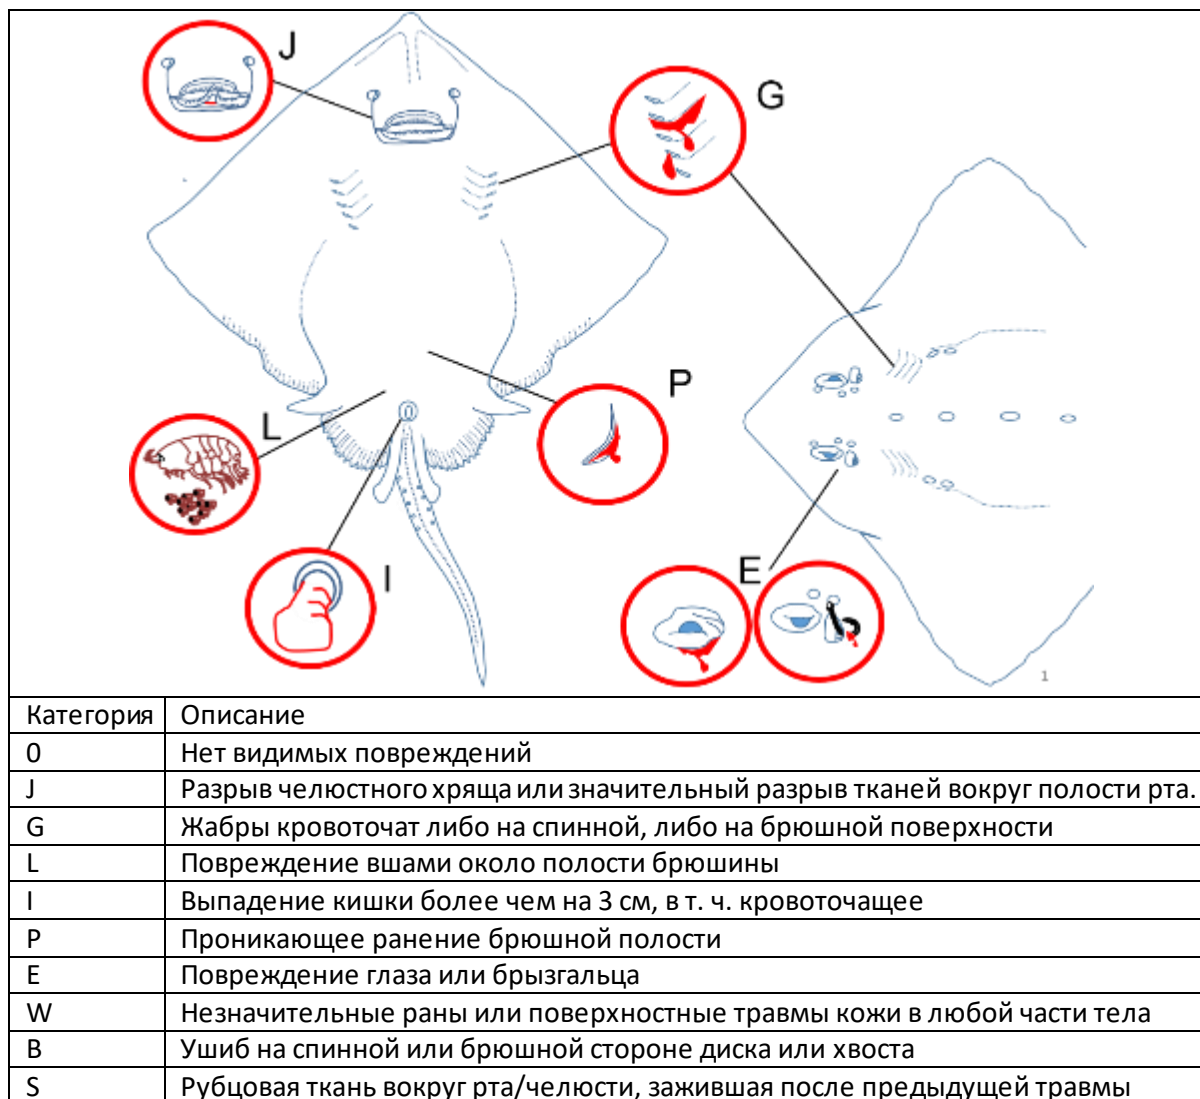 J
G
P
L
I
E
1
Категория Описание
0 Нет видимых повреждений
J Разрыв челюстного хряща или значительный разрыв тканей вокруг полости рта.
G Жабры кровоточат либо на спинной, либо на брюшной поверхности
L Повреждение вшами около полости брюшины
I Выпадение кишки более чем на 3 см, в т. ч. кровоточащее
P Проникающее ранение брюшной полости
E Повреждение глаза или брызгальца
W Незначительные раны или поверхностные травмы кожи в любой части тела
B Ушиб на спинной или брюшной стороне диска или хвоста
S Рубцовая ткань вокруг рта/челюсти, зажившая после предыдущей травмы